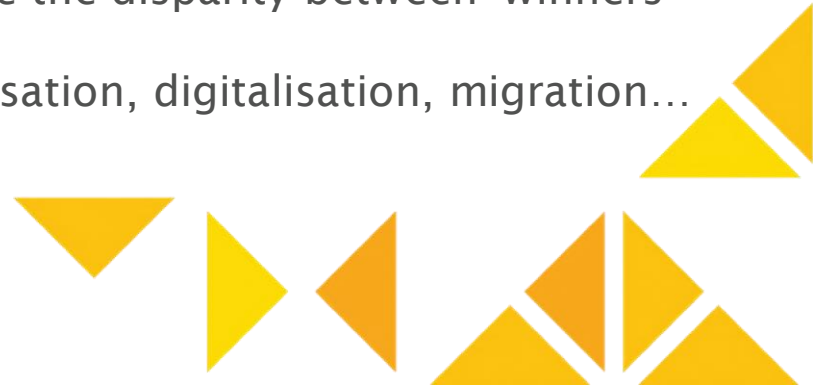 the disparity between winners
sation, digitalisation, migration...